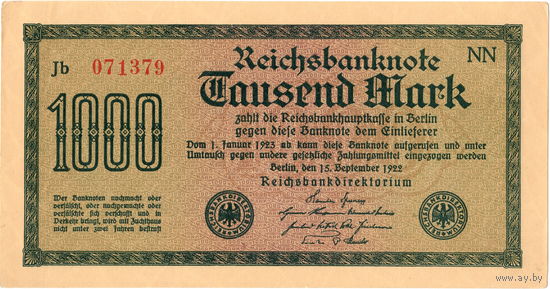 Jb 071379
Reichsbanknote
NN
1000
Tausend Mark
zahlt die Reichsbankhauptkasse in Berlin
gegen diese Banknote dem Einlieferer
Vom 1. Januar 1923 ab kann diese Banknote aufgerufen und unter
Umtausch gegen andere gesetzliche Zahlungsmittel eingezogen werden
Berlin, den 15. September 1922
Reichsbankdirektorium
Wer Banknoten nachmacht oder
verfälscht, oder nachgemachte oder
verfälschte sich verschafft und in
Verkehr bringt, wird mit Zuchthaus
nicht unter zwei Jahren bestraft
www.ay.by